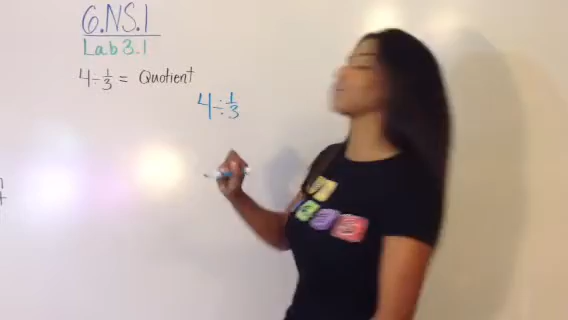 6.NS.1
Lab 3.1
4 ÷ 1/3 = Quotient
4 ÷ 1/3